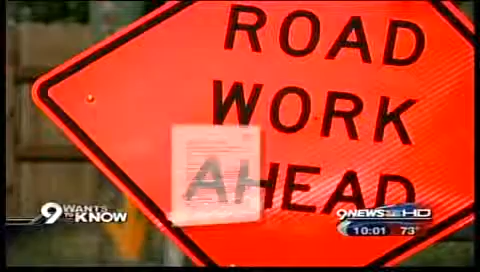 ROAD
WORK
AHEAD
9 WANTS TO KNOW
9NEWS HD
10:01 73°